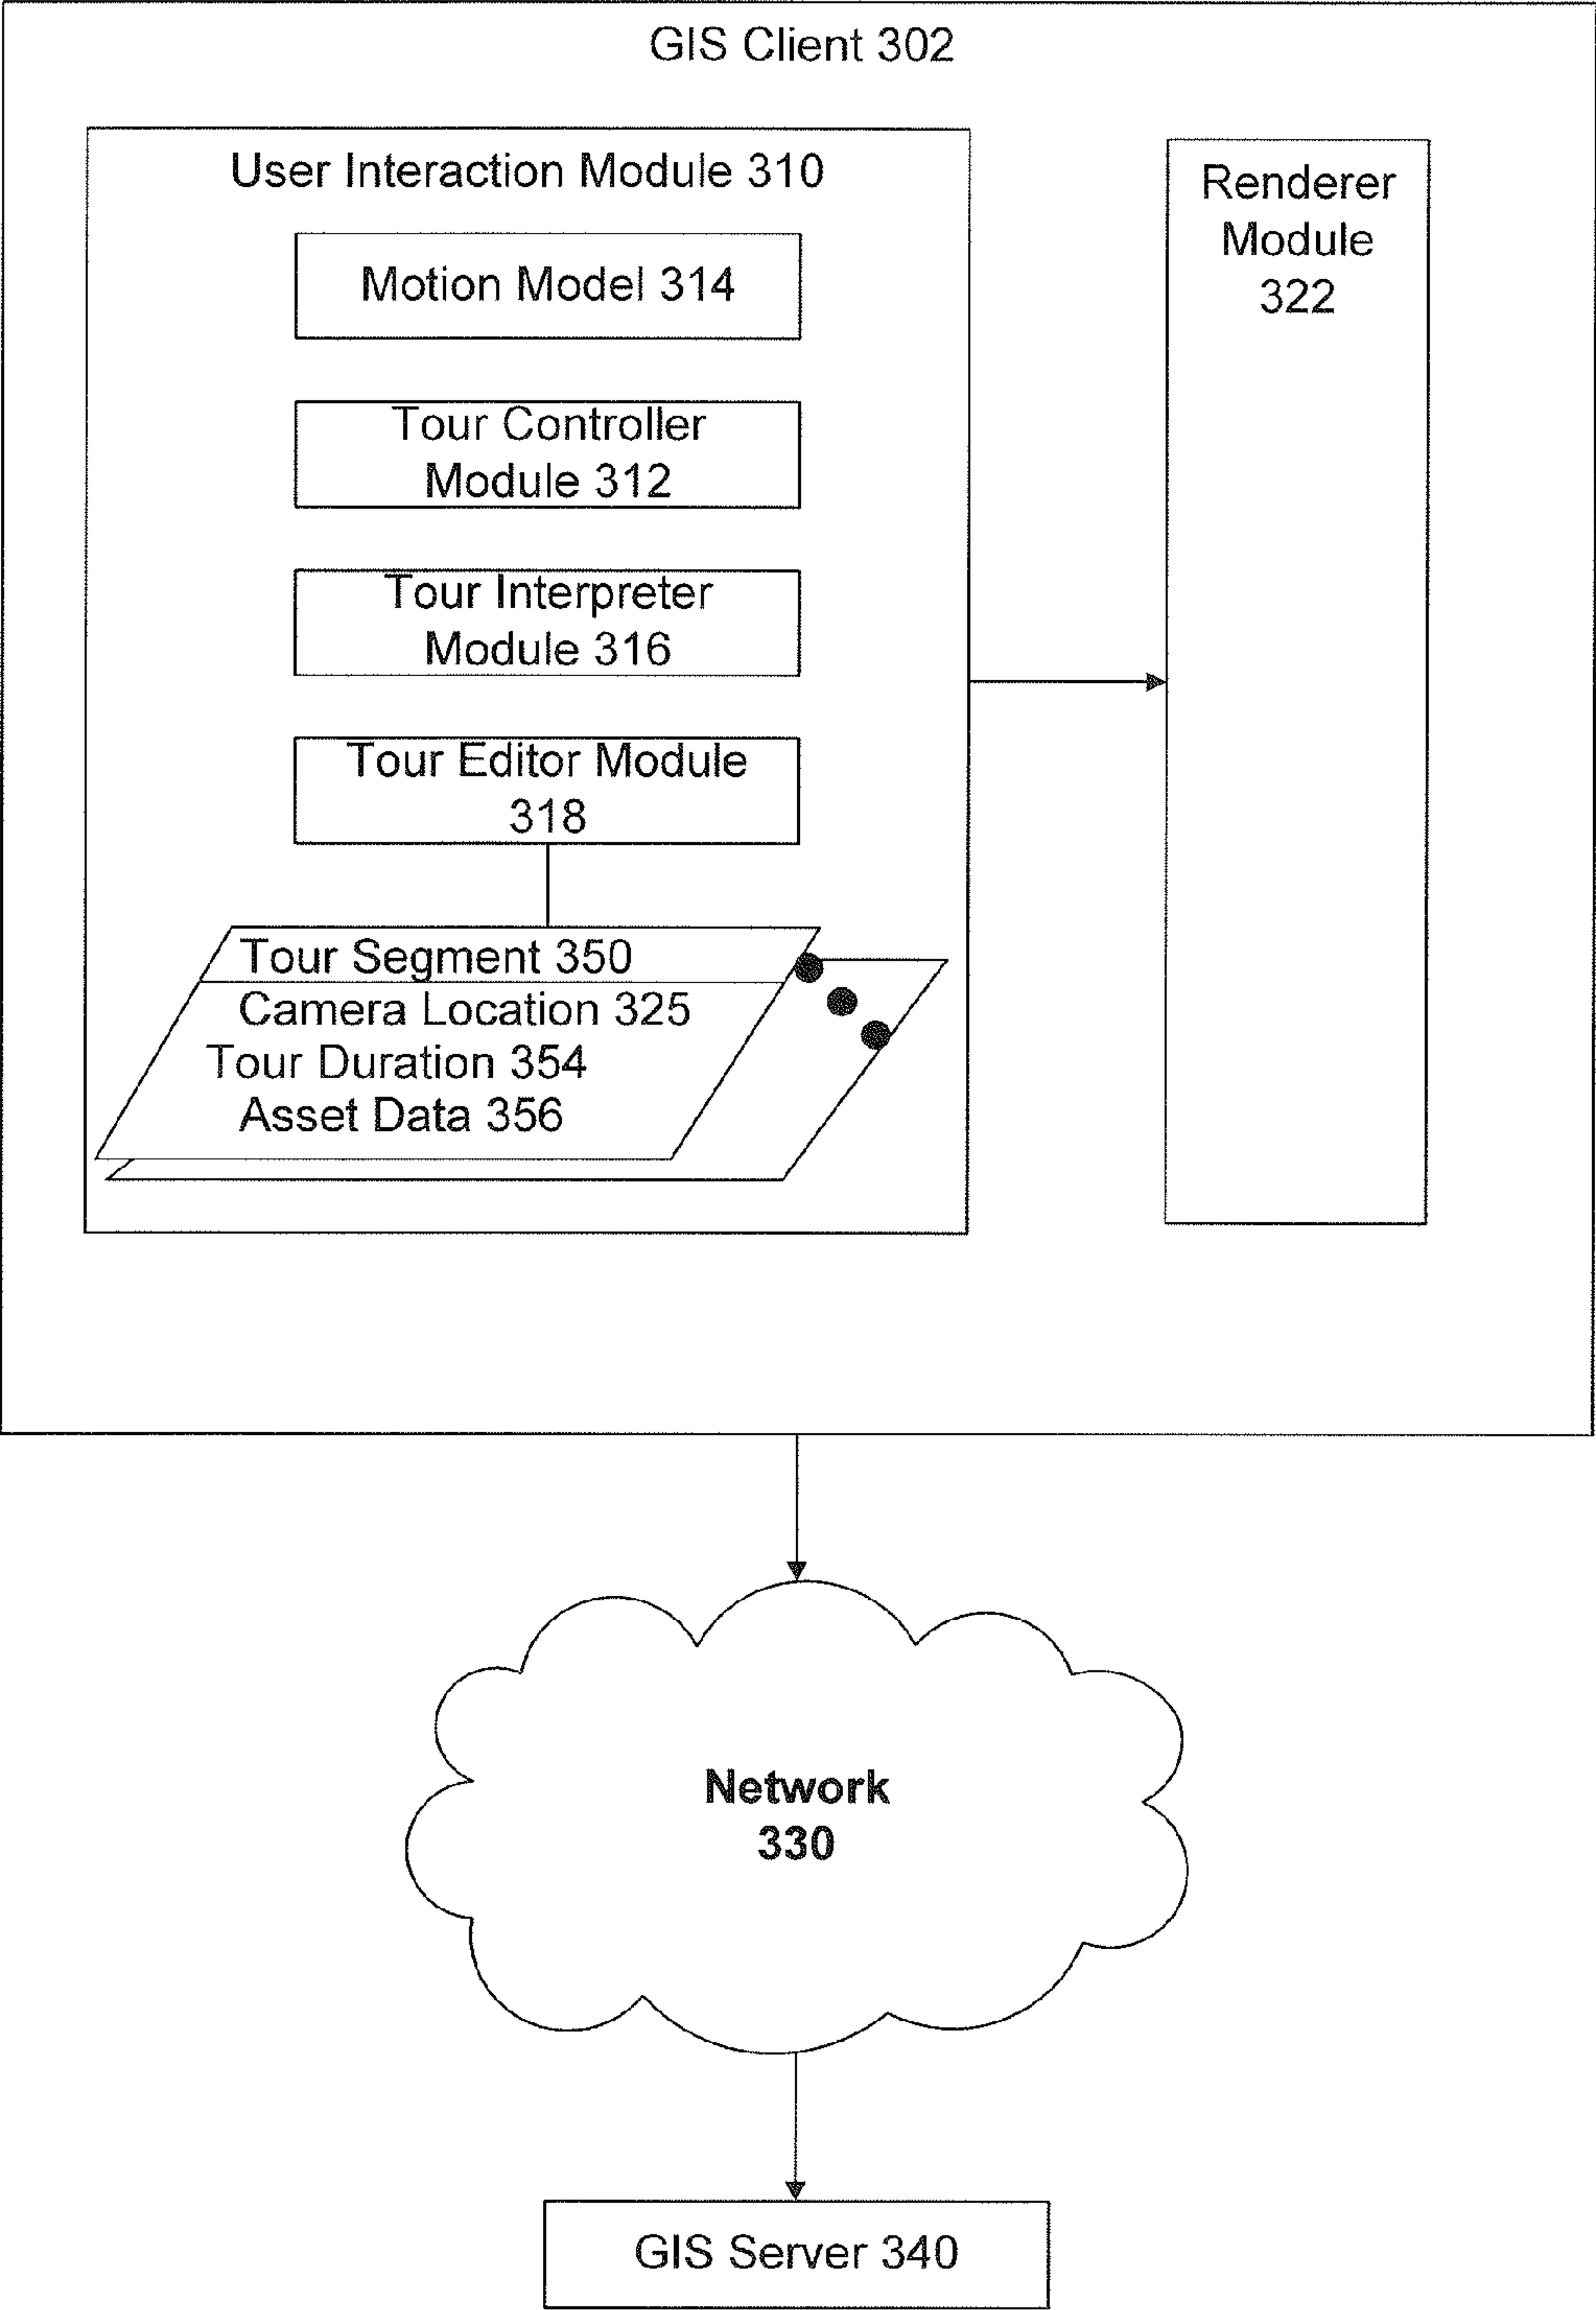 GIS Client 302
User Interaction Module 310
Motion Model 314
Tour Controller
Module 312
Tour Interpreter
Module 316
Tour Editor Module
318
Tour Segment 350
Camera Location 325
Tour Duration 354
Asset Data 356
Renderer
Module
322
Network
330
GIS Server 340